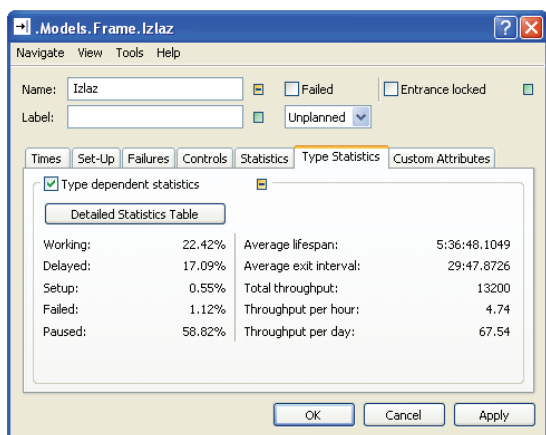 .Models.Frame.Izlaz
Navigate View Tools Help
Name: Izlaz Failed Entrance locked
Label: Unplanned
Times Set-Up Failures Controls Statistics Type Statistics Custom Attributes
Type dependent statistics
Detailed Statistics Table
Working: 22.42% Average lifespan: 5:36:48.1049
Delayed: 17.09% Average exit interval: 29:47.8726
Setup: 0.55% Total throughput: 13200
Failed: 1.12% Throughput per hour: 4.74
Paused: 58.82% Throughput per day: 67.54
OK Cancel Apply